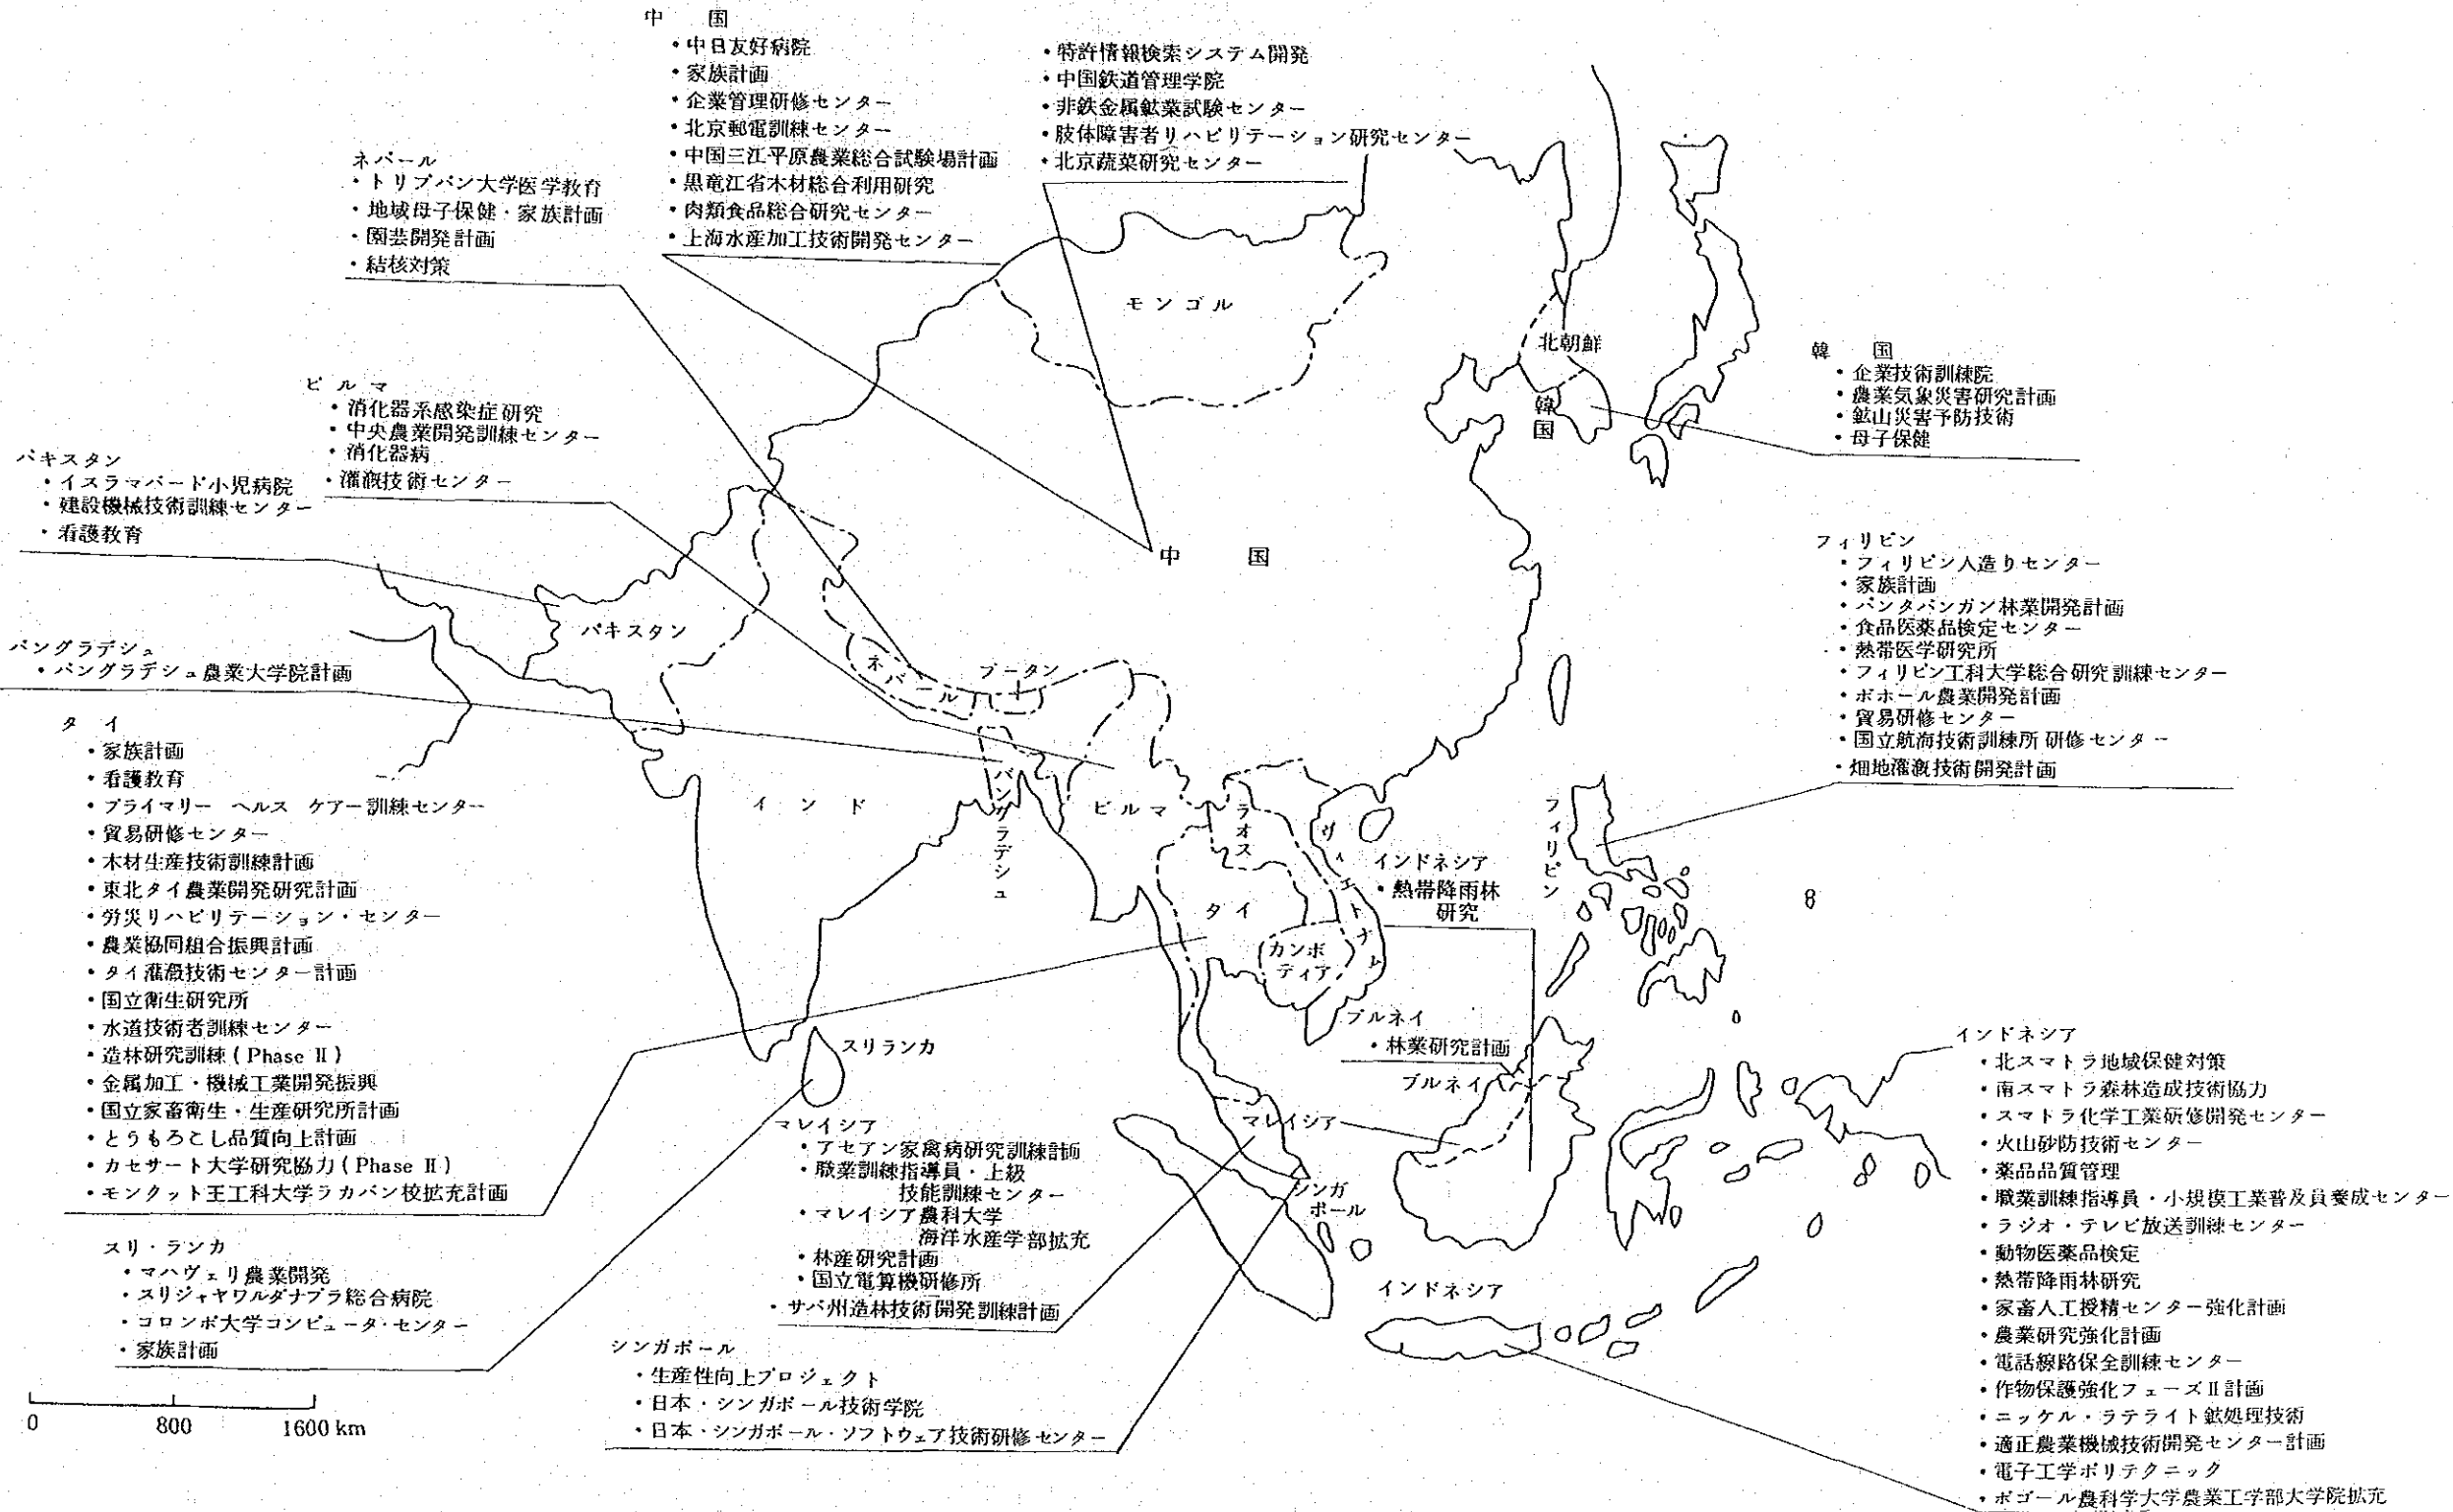 中　国
・中日友好病院
・家族計画
・企業管理研修センター
・北京郵電訓練センター
・中国三江平原農業総合試験場計画
・黒竜江省木材総合利用研究
・肉類食品総合研究センター
・上海水産加工技術開発センター
・特許情報検索システム開発
・中国鉄道管理学院
・非鉄金属鉱業試験センター
・肢体障害者リハビリテーション研究センター
・北京蔬菜研究センター
ネパール
・トリブバン大学医学教育
・地域母子保健・家族計画
・園芸開発計画
・結核対策
ビルマ
・消化器系感染症研究
・中央農業開発訓練センター
・消化器病
・灌漑技術センター
パキスタン
・イスラマバード小児病院
・建設機械技術訓練センター
・看護教育
バングラデシュ
・バングラデシュ農業大学院計画
タイ
・家族計画
・看護教育
・プライマリー ヘルス ケアー訓練センター
・貿易研修センター
・木材生産技術訓練計画
・東北タイ農業開発研究計画
・労災リハビリテーション・センター
・農業協同組合振興計画
・タイ灌漑技術センター計画
・国立衛生研究所
・水道技術者訓練センター
・造林研究訓練(Phase Ⅱ)
・金属加工・機械工業開発振興
・国立家畜衛生・生産研究所計画
・とうもろこし品質向上計画
・カセサート大学研究協力(Phase Ⅱ)
・モンクット王工科大学ラカバン校拡充計画
スリ・ランカ
・マハヴェリ農業開発
・スリジャヤワルダナプラ総合病院
・コロンボ大学コンピュータ・センター
・家族計画
0　800　1600 km
マレイシア
・アセアン家禽病研究訓練計画
・職業訓練指導員・上級
技能訓練センター
・マレイシア農科大学
海洋水産学部拡充
・林産研究計画
・国立電算機研修所
・サバ州造林技術開発訓練計画
シンガポール
・生産性向上プロジェクト
・日本・シンガポール技術学院
・日本・シンガポール・ソフトウェア技術研修センター
モンゴル
北朝鮮
韓国
中　国
パキスタン
ネパール
ブータン
インド
バングラデシュ
ビルマ
ラオス
ヴィエトナム
タイ
カンボディア
スリランカ
マレイシア
シンガポール
ブルネイ
インドネシア
フィリピン
インドネシア
・熱帯降雨林
研究
ブルネイ
・林業研究計画
韓　国
・企業技術訓練院
・農業気象災害研究計画
・鉱山災害予防技術
・母子保健
フィリピン
・フィリピン人造りセンター
・家族計画
・パンタバンガン林業開発計画
・食品医薬品検定センター
・熱帯医学研究所
・フィリピン工科大学総合研究訓練センター
・ボホール農業開発計画
・貿易研修センター
・国立航海技術訓練所研修センター
・畑地灌漑技術開発計画
インドネシア
・北スマトラ地域保健対策
・南スマトラ森林造成技術協力
・スマトラ化学工業研修開発センター
・火山砂防技術センター
・薬品品質管理
・職業訓練指導員・小規模工業普及員養成センター
・ラジオ・テレビ放送訓練センター
・動物医薬品検定
・熱帯降雨林研究
・家畜人工授精センター強化計画
・農業研究強化計画
・電話線路保全訓練センター
・作物保護強化フェーズⅡ計画
・ニッケル・ラテライト鉱処理技術
・適正農業機械技術開発センター計画
・電子工学ポリテクニック
・ボゴール農科学大学農業工学部大学院拡充